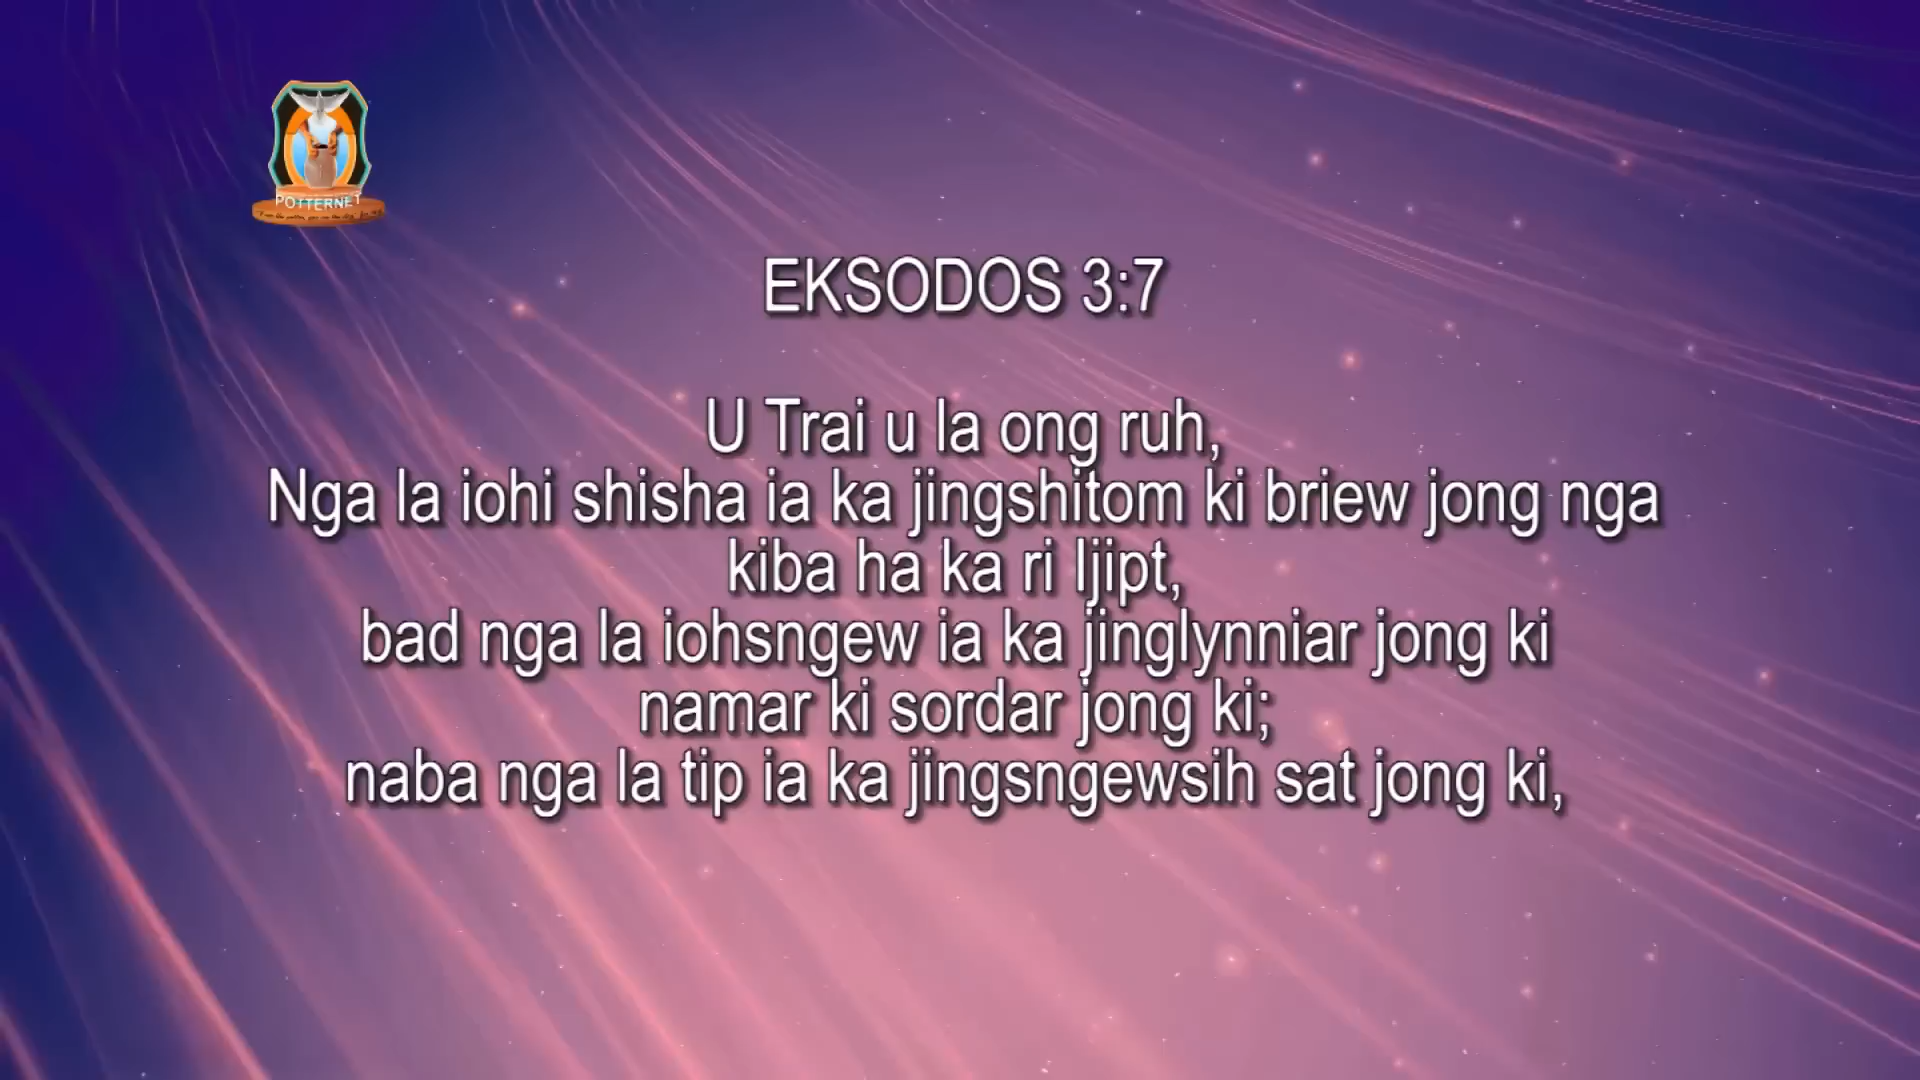 POTTERNET
EKSODOS 3:7
U Trai u la ong ruh,
Nga la iohi shisha ia ka jingshitom ki briew jong nga
kiba ha ka ri Ijipt,
bad nga la iohsngew ia ka jinglynniar jong ki
namar ki sordar jong ki;
naba nga la tip ia ka jingsngewsih sat jong ki,